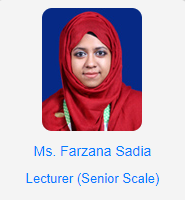 Ms. Farzana Sadia
Lecturer (Senior Scale)